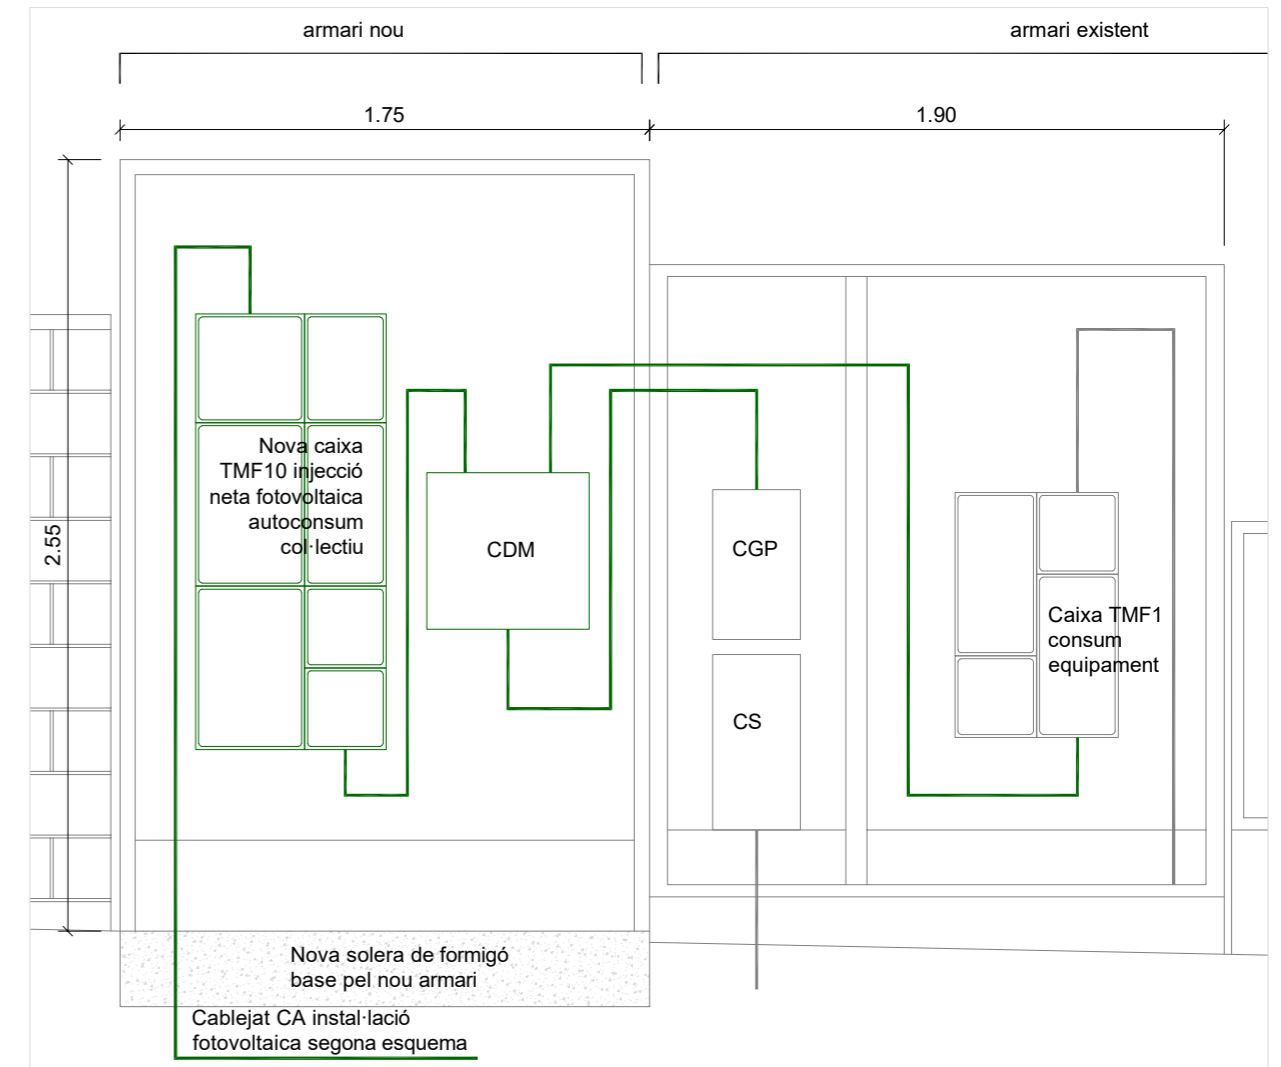 armari nou
armari existent
1.75
1.90
2.55
Nova caixa
TMF10 injecció
neta fotovoltaica
autoconsum
col·lectiu
CDM
CGP
CS
Caixa TMF1
consum
equipament
Nova solera de formigó
base pel nou armari
Cablejat CA instal·lació
fotovoltaica segona esquema